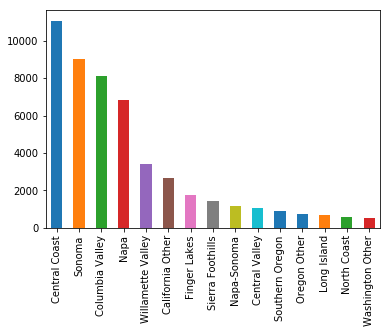 10000
8000
6000
4000
2000
0
Central Coast
Sonoma
Columbia Valley
Napa
Willamette Valley
California Other
Finger Lakes
Sierra Foothills
Napa-Sonoma
Central Valley
Southern Oregon
Oregon Other
Long Island
North Coast
Washington Other